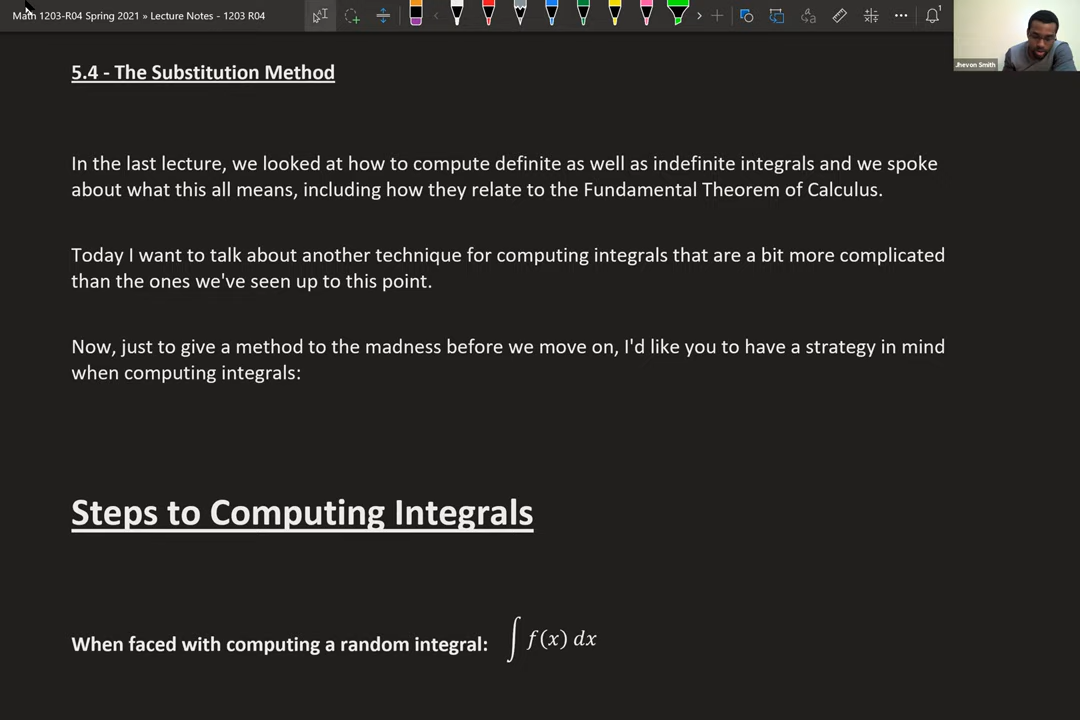 Math 1203-R04 Spring 2021 » Lecture Notes - 1203 R04
Jhevon Smith
5.4 - The Substitution Method
In the last lecture, we looked at how to compute definite as well as indefinite integrals and we spoke
about what this all means, including how they relate to the Fundamental Theorem of Calculus.
Today I want to talk about another technique for computing integrals that are a bit more complicated
than the ones we've seen up to this point.
Now, just to give a method to the madness before we move on, I'd like you to have a strategy in mind
when computing integrals:
Steps to Computing Integrals
When faced with computing a random integral: ∫ f(x) dx